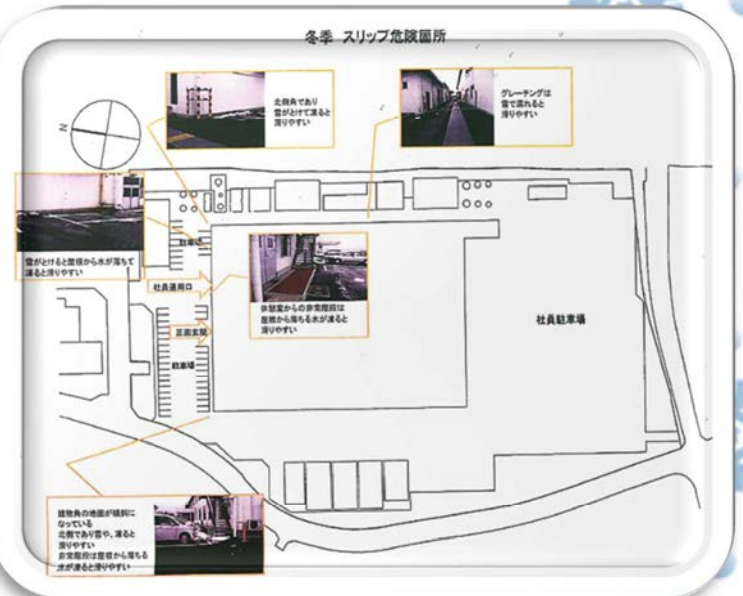 冬季 スリップ危険箇所
北側角であり
雪がとけて凍ると
滑りやすい
グレーチングは
雪で濡れると
滑りやすい
N
雪がとけると屋根から水が落ちて
凍ると滑りやすい
駐車場
社員通用口
休憩室からの非常階段は
屋根から落ちる水が凍ると
滑りやすい
正面玄関
駐車場
社員駐車場
建物角の地面が傾斜に
なっている
北側であり雪や、凍ると
滑りやすい
非常階段は屋根から落ちる
水が凍ると滑りやすい